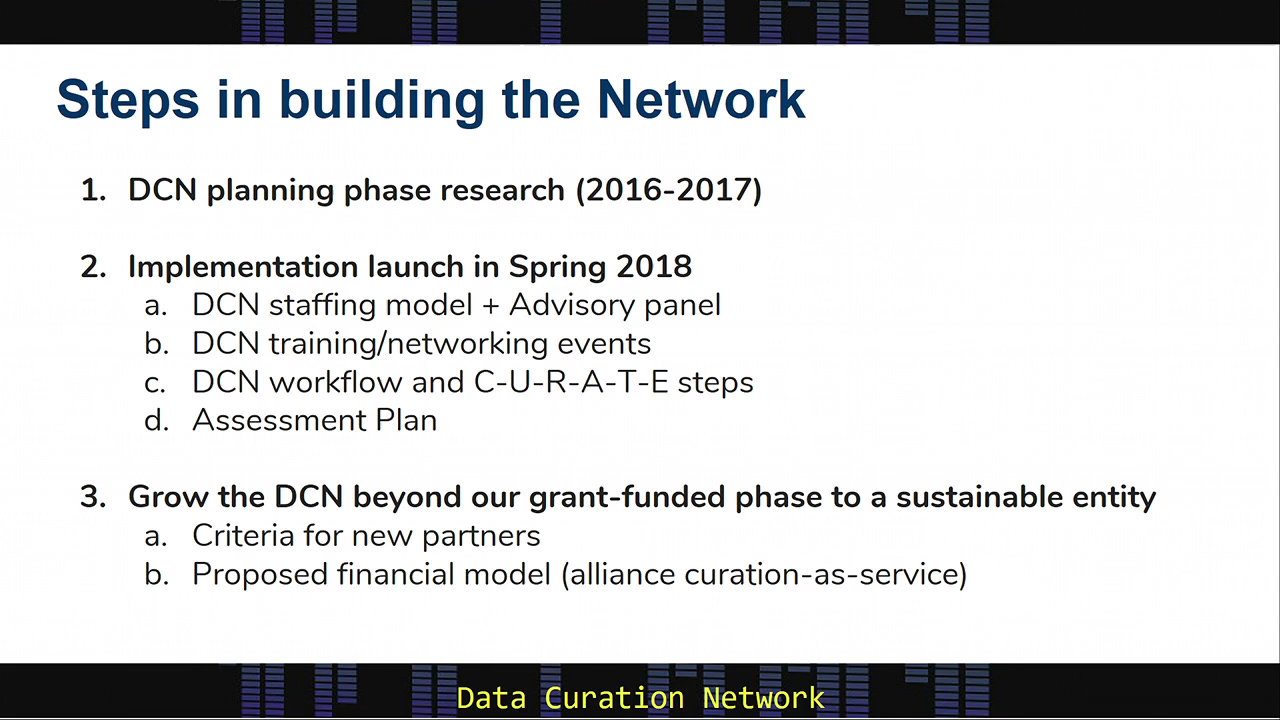 Steps in building the Network
1. DCN planning phase research (2016-2017)
2. Implementation launch in Spring 2018
a. DCN staffing model + Advisory panel
b. DCN training/networking events
c. DCN workflow and C-U-R-A-T-E steps
d. Assessment Plan
3. Grow the DCN beyond our grant-funded phase to a sustainable entity
a. Criteria for new partners
b. Proposed financial model (alliance curation-as-service)
Data Curation Network